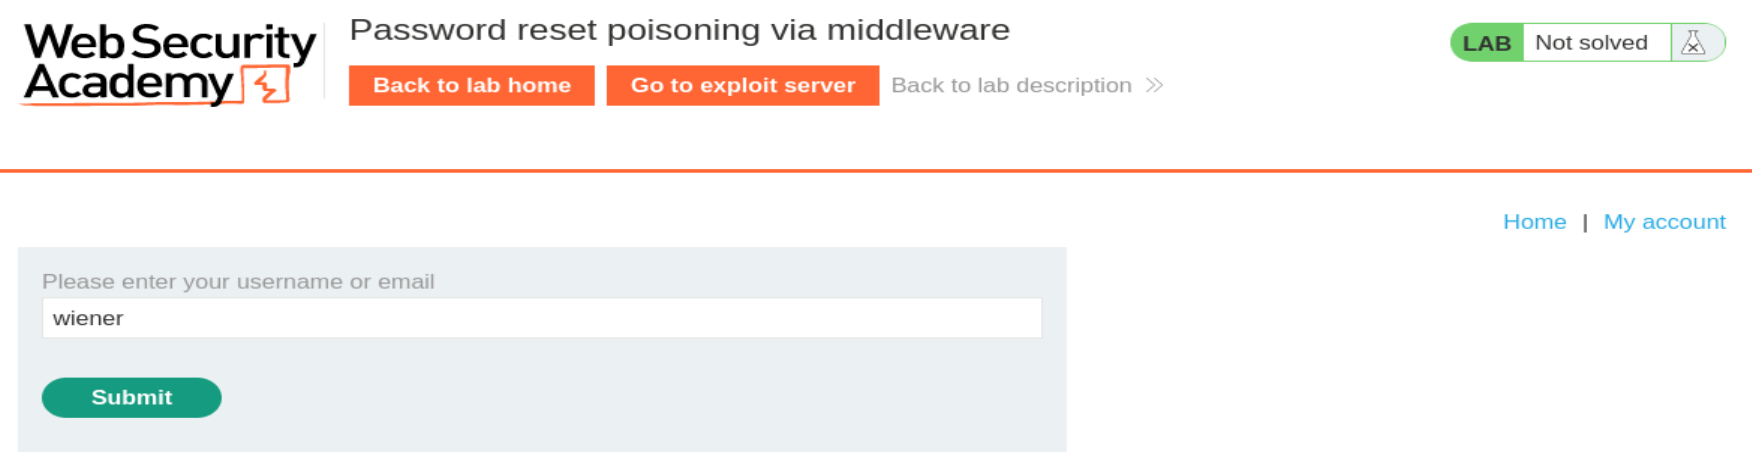 Web Security
Academy
Password reset poisoning via middleware
Back to lab home
Go to exploit server
Back to lab description
LAB
Not solved
Home | My account
Please enter your username or email
wiener
Submit